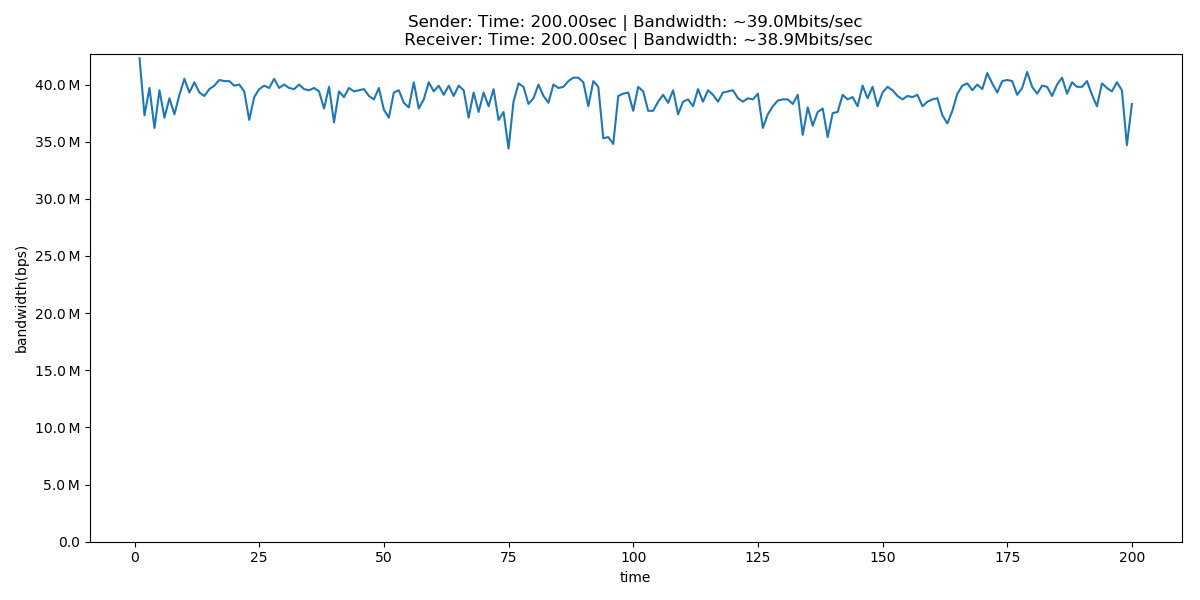 Sender: Time: 200.00sec | Bandwidth: ~39.0Mbits/sec
Receiver: Time: 200.00sec | Bandwidth: ~38.9Mbits/sec
bandwidth(bps)
40.0 M
35.0 M
30.0 M
25.0 M
20.0 M
15.0 M
10.0 M
5.0 M
0.0
0 25 50 75 100 125 150 175 200
time